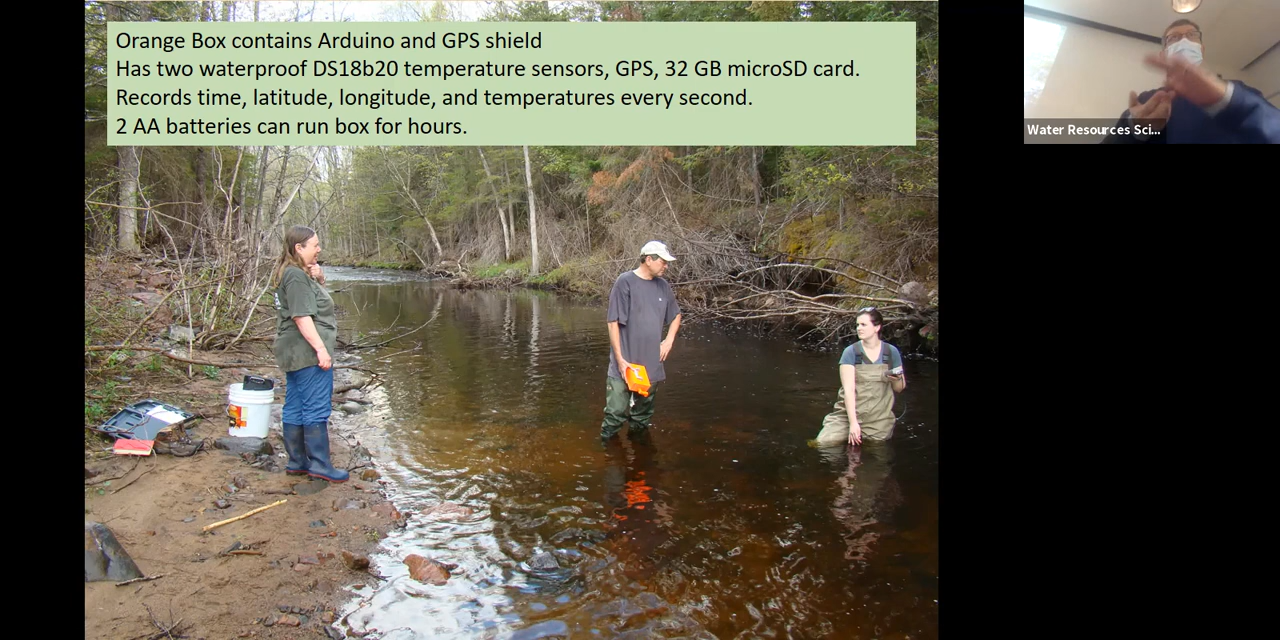 Orange Box contains Arduino and GPS shield
Has two waterproof DS18b20 temperature sensors, GPS, 32 GB microSD card.
Records time, latitude, longitude, and temperatures every second.
2 AA batteries can run box for hours.
Water Resources Sci...